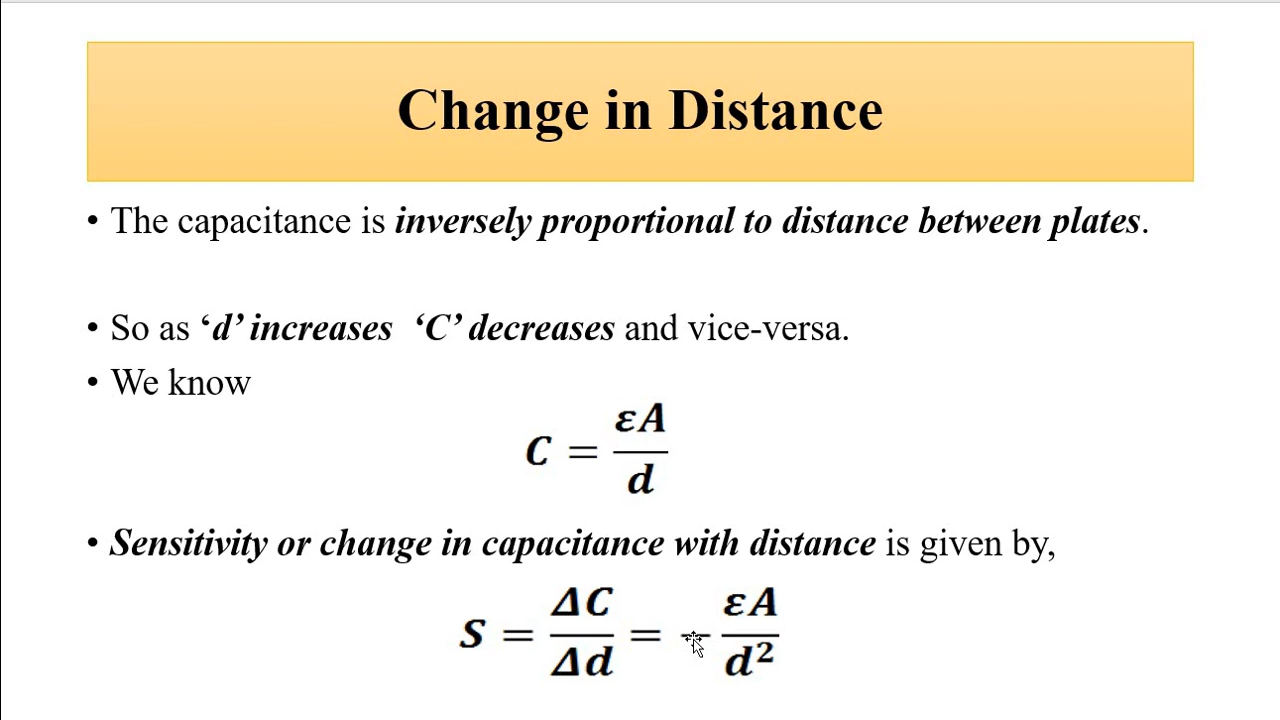 Change in Distance
• The capacitance is inversely proportional to distance between plates.
• So as ‘d’ increases ‘C’ decreases and vice-versa.
• We know
C = εA/d
• Sensitivity or change in capacitance with distance is given by,
S = ΔC/Δd = − εA/d²